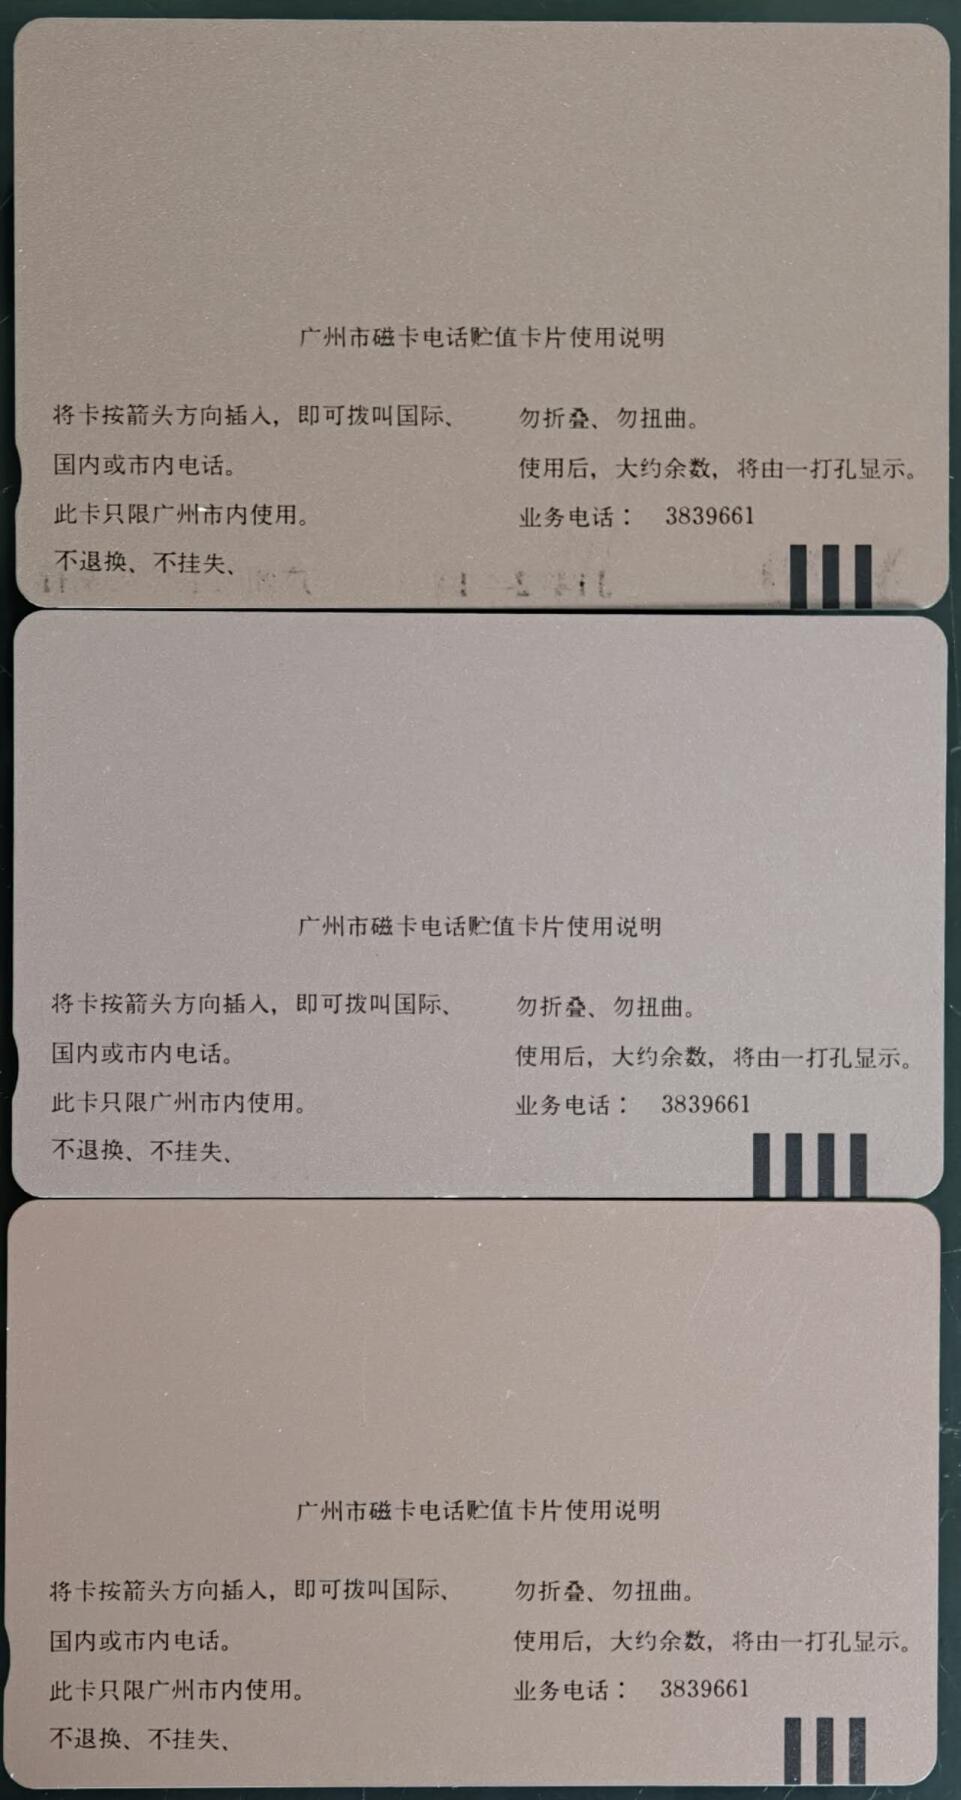 广州市磁卡电话贮值卡片使用说明
将卡按箭头方向插入，即可拨叫国际、
国内或市内电话。
此卡只限广州市内使用。
不退换、不挂失、
勿折叠、勿扭曲。
使用后，大约余数，将由一打孔显示。
业务电话： 3839661
广州市磁卡电话贮值卡片使用说明
将卡按箭头方向插入，即可拨叫国际、
国内或市内电话。
此卡只限广州市内使用。
不退换、不挂失、
勿折叠、勿扭曲。
使用后，大约余数，将由一打孔显示。
业务电话： 3839661
广州市磁卡电话贮值卡片使用说明
将卡按箭头方向插入，即可拨叫国际、
国内或市内电话。
此卡只限广州市内使用。
不退换、不挂失、
勿折叠、勿扭曲。
使用后，大约余数，将由一打孔显示。
业务电话： 3839661